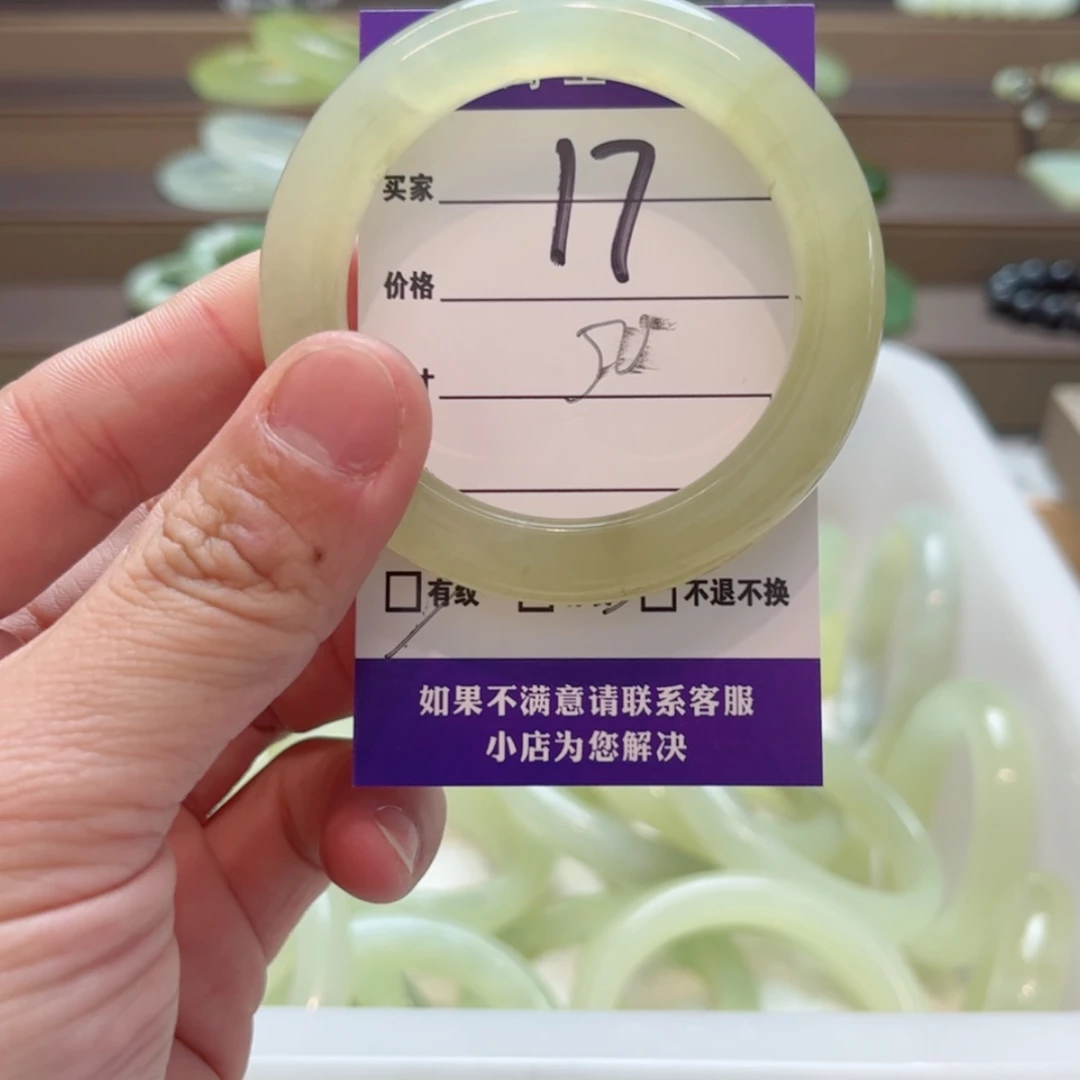 买家
17
价格
寸
有纹
不退不换
如果不满意请联系客服
小店为您解决